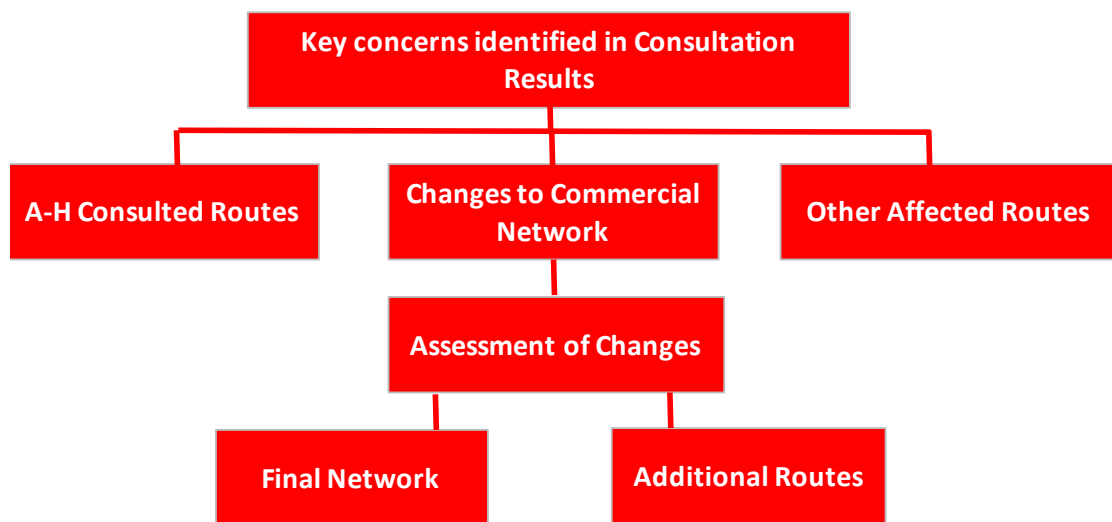 Key concerns identified in Consultation
Results
A-H Consulted Routes
Changes to Commercial
Network
Other Affected Routes
Assessment of Changes
Final Network
Additional Routes